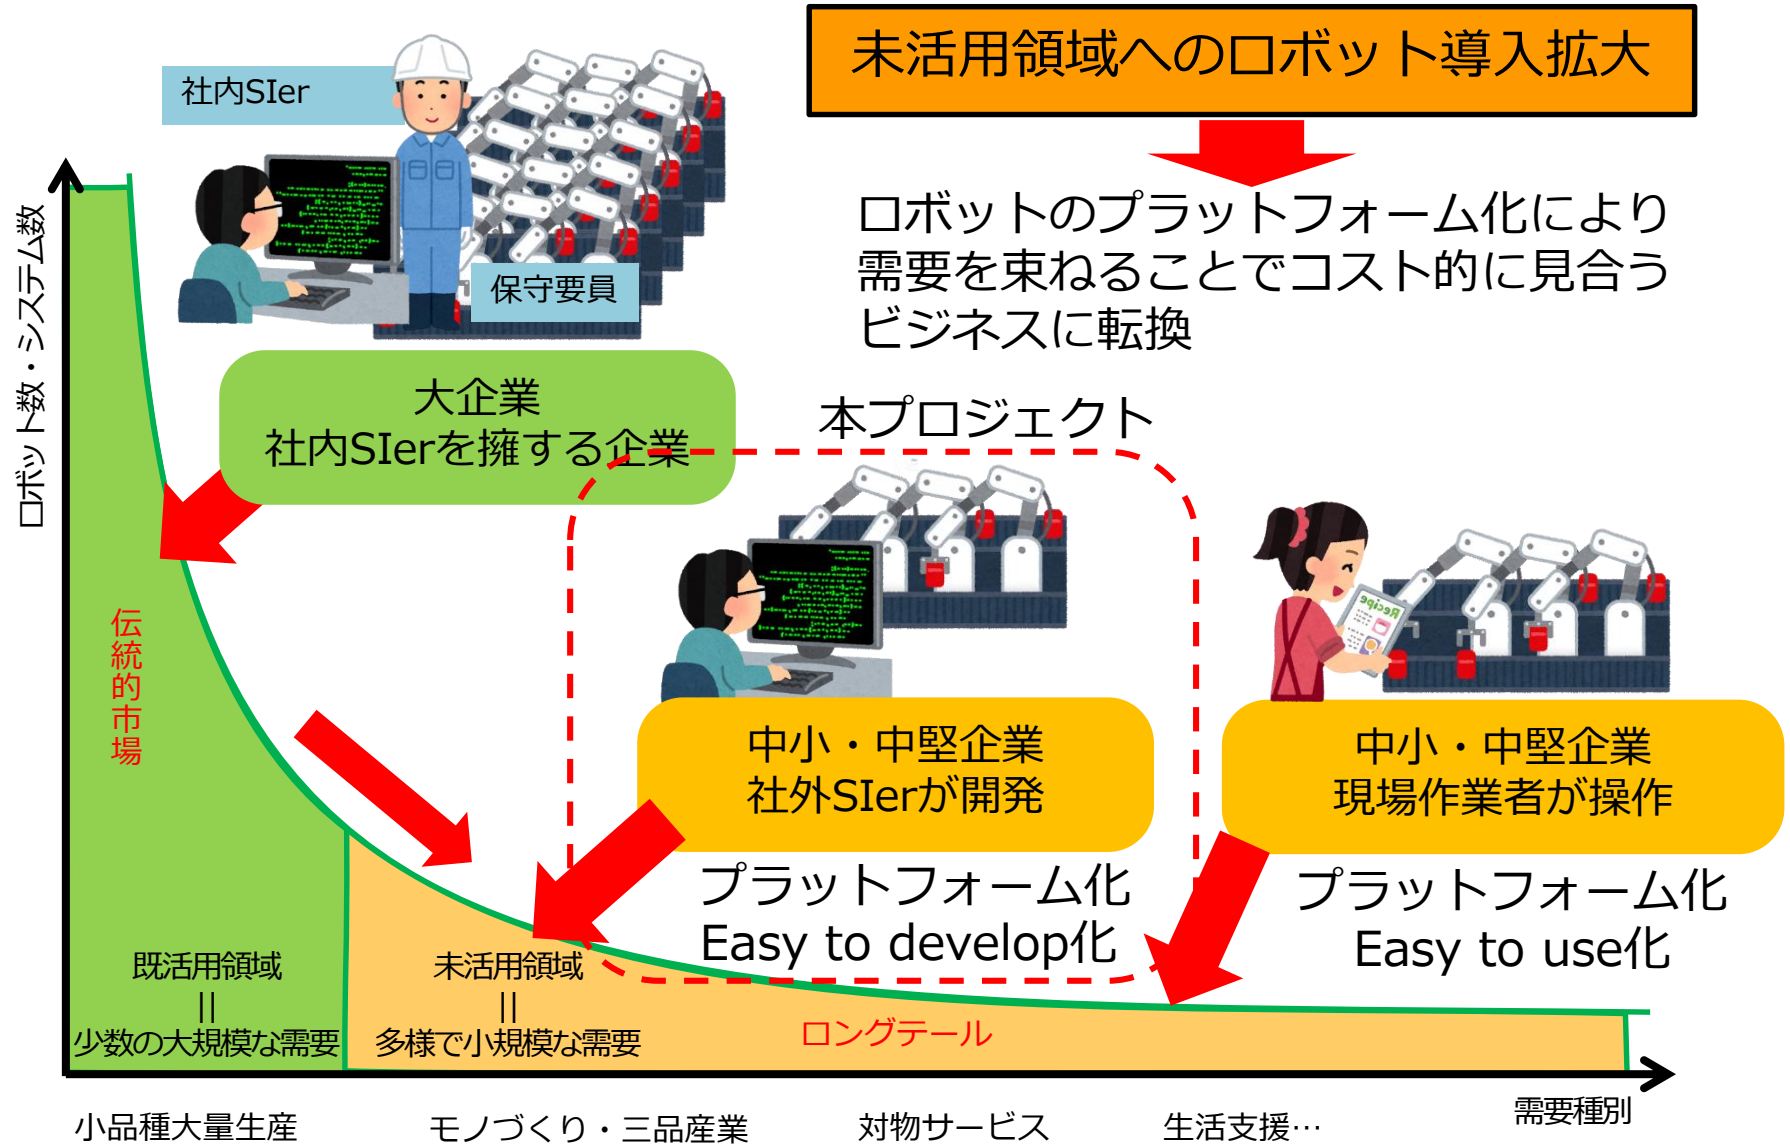 未活用領域へのロボット導入拡大
社内SIer
保守要員
ロボットのプラットフォーム化により
需要を束ねることでコスト的に見合う
ビジネスに転換
ロボット数・システム数
大企業
社内SIerを擁する企業
本プロジェクト
Recipe
伝統的市場
中小・中堅企業
社外SIerが開発
中小・中堅企業
現場作業者が操作
プラットフォーム化
Easy to develop化
プラットフォーム化
Easy to use化
既活用領域
||
少数の大規模な需要
未活用領域
||
多様で小規模な需要
ロングテール
小品種大量生産
モノづくり・三品産業
対物サービス
生活支援…
需要種別